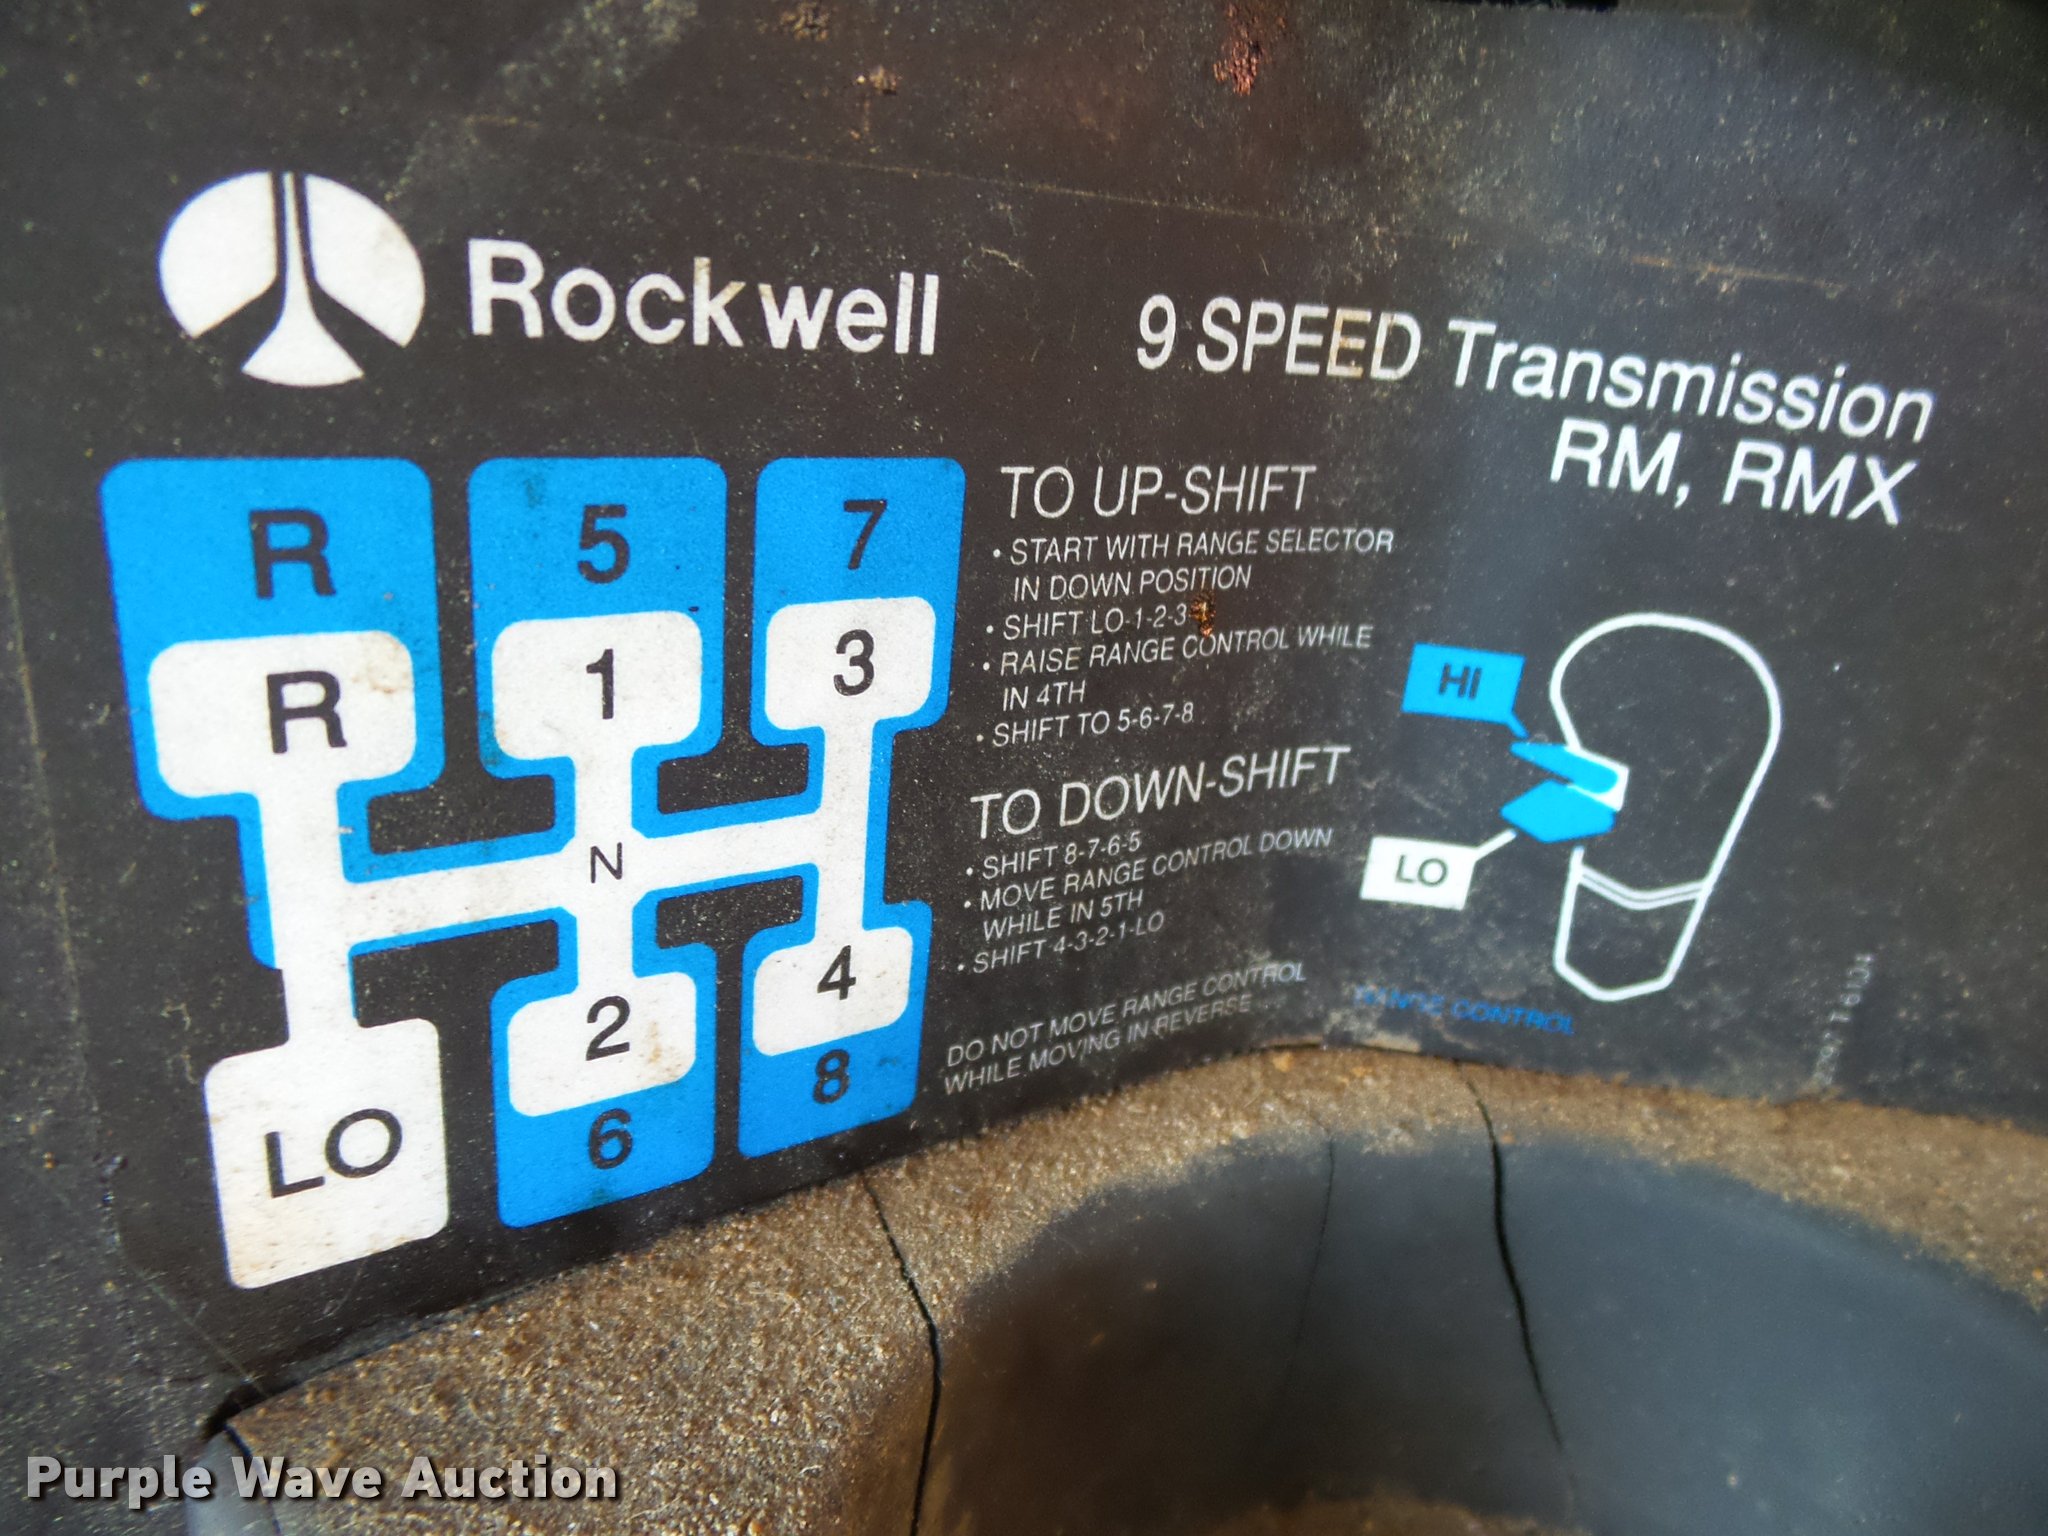 Rockwell
9 SPEED Transmission
RM, RMX
R 5 7
R 1 3
N
2 4
LO 6 8
TO UP-SHIFT
• START WITH RANGE SELECTOR
IN DOWN POSITION
• SHIFT LO-1-2-3-
• RAISE RANGE CONTROL WHILE
IN 4TH
• SHIFT TO 5-6-7-8
TO DOWN-SHIFT
• SHIFT 8-7-6-5
• MOVE RANGE CONTROL DOWN
WHILE IN 5TH
• SHIFT 4-3-2-1-LO
DO NOT MOVE RANGE CONTROL
WHILE MOVING IN REVERSE
HI
LO
RANGE CONTROL
Purple Wave Auction